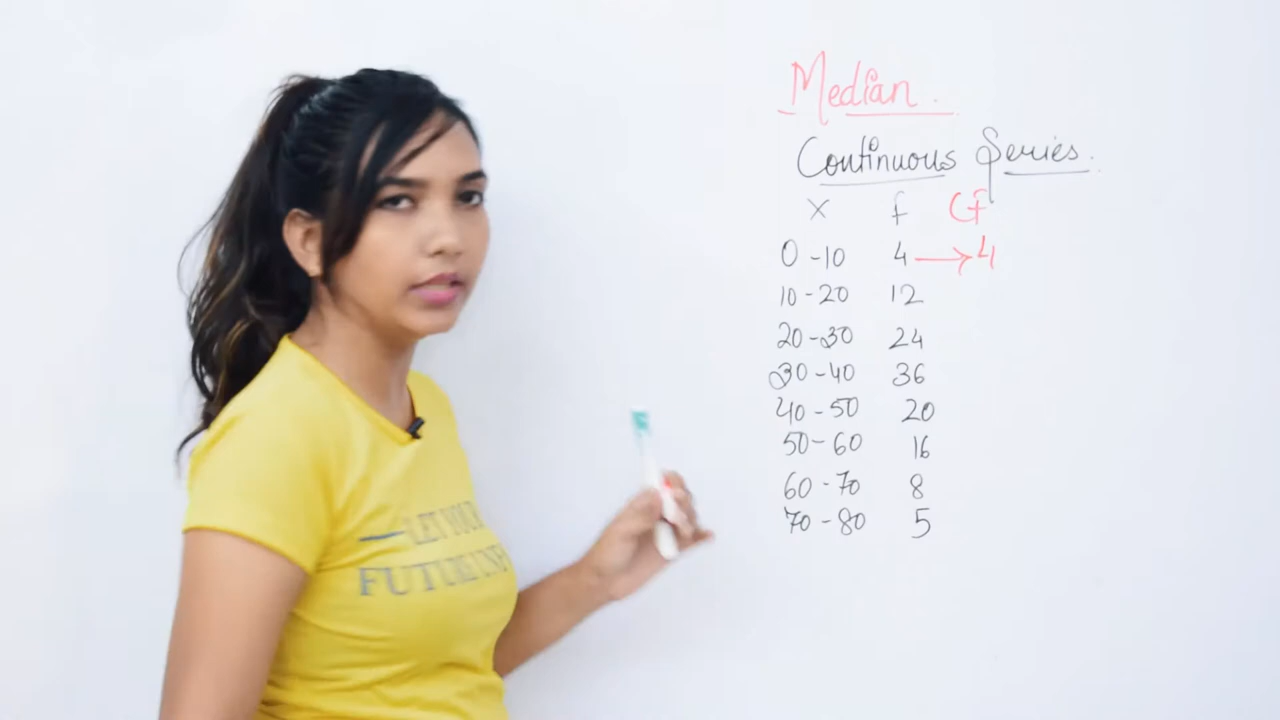 Median.
Continuous Series.
x f Cf
0-10 4 → 4
10-20 12
20-30 24
30-40 36
40-50 20
50-60 16
60-70 8
70-80 5
FUTURE